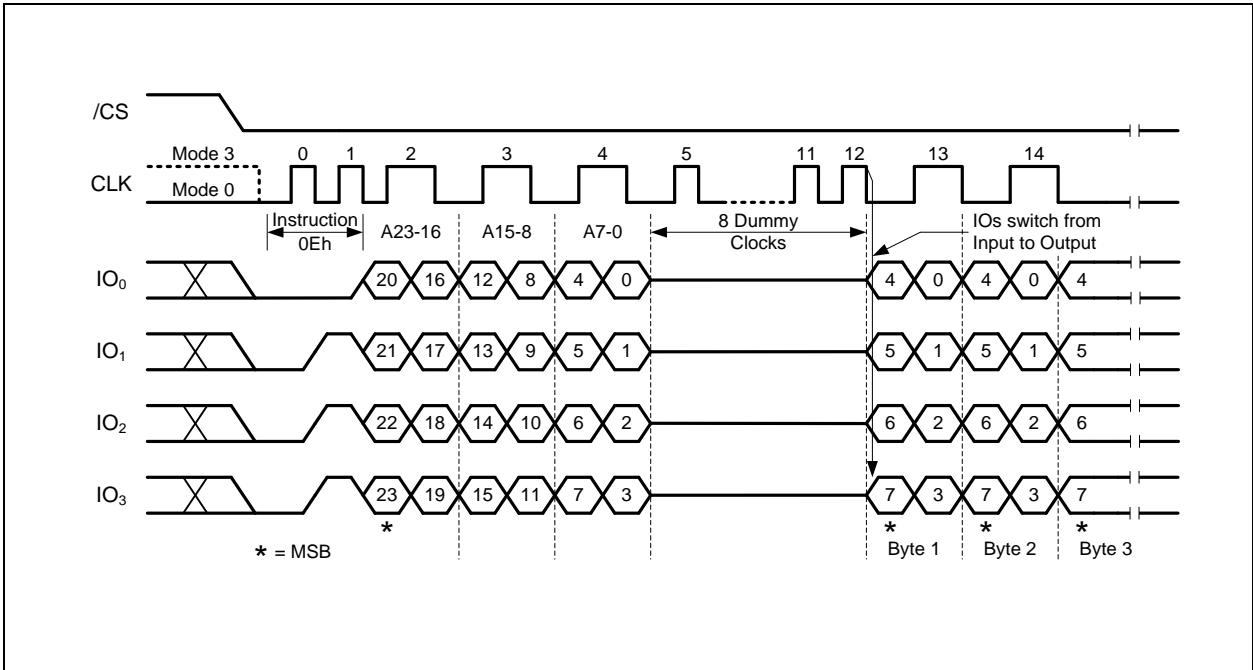 /CS
Mode 3 0 1 2 3 4 5 11 12 13 14
CLK
Mode 0
Instruction
0Eh
A23-16 A15-8 A7-0
8 Dummy
Clocks
IOs switch from
Input to Output
IO₀ 20 16 12 8 4 0 4 0 4 0 4
IO₁ 21 17 13 9 5 1 5 1 5 1 5
IO₂ 22 18 14 10 6 2 6 2 6 2 6
IO₃ 23 19 15 11 7 3 7 3 7 3 7
* * * *
* = MSB
Byte 1 Byte 2 Byte 3